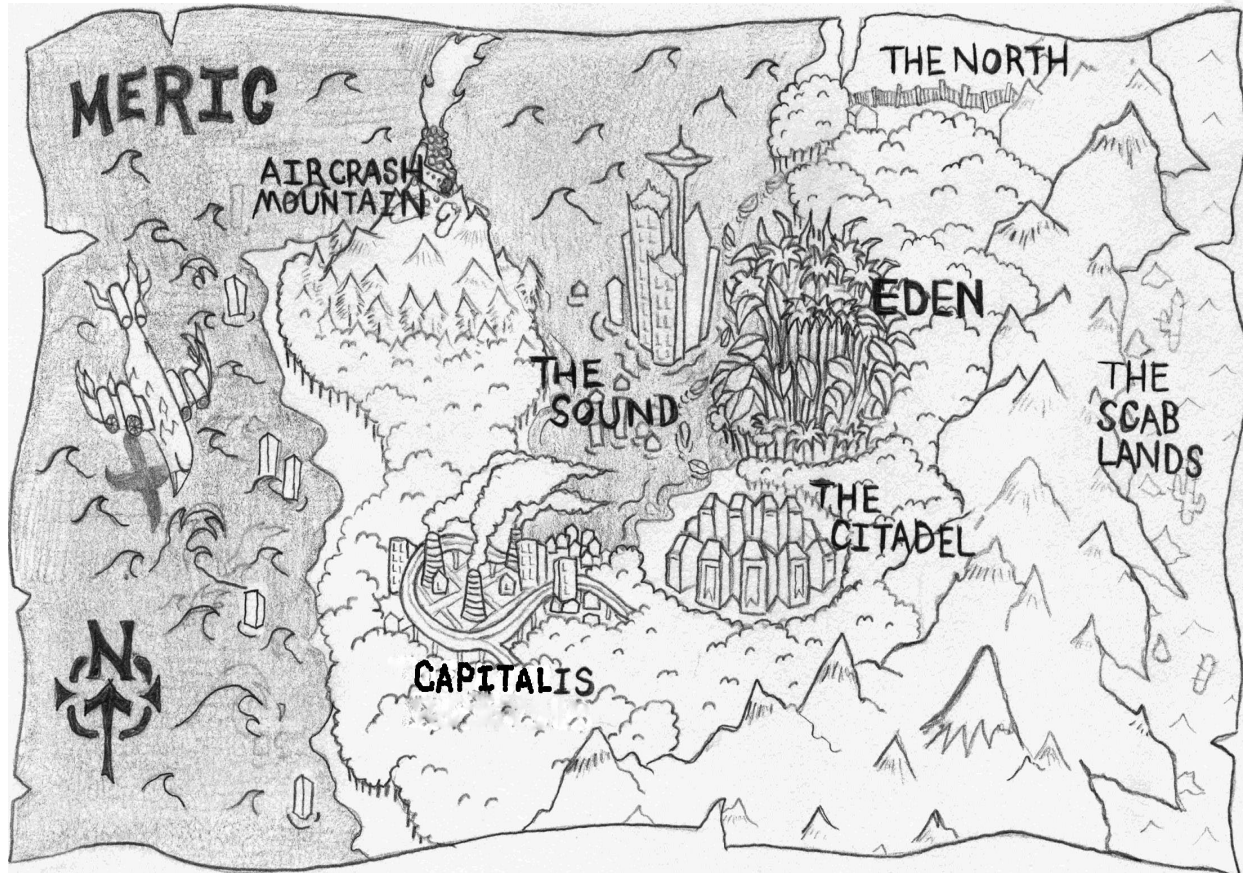 MERIC
THE NORTH
AIRCRASH
MOUNTAIN
EDEN
THE
SOUND
THE
SCAB
LANDS
THE
CITADEL
CAPITALIS
N